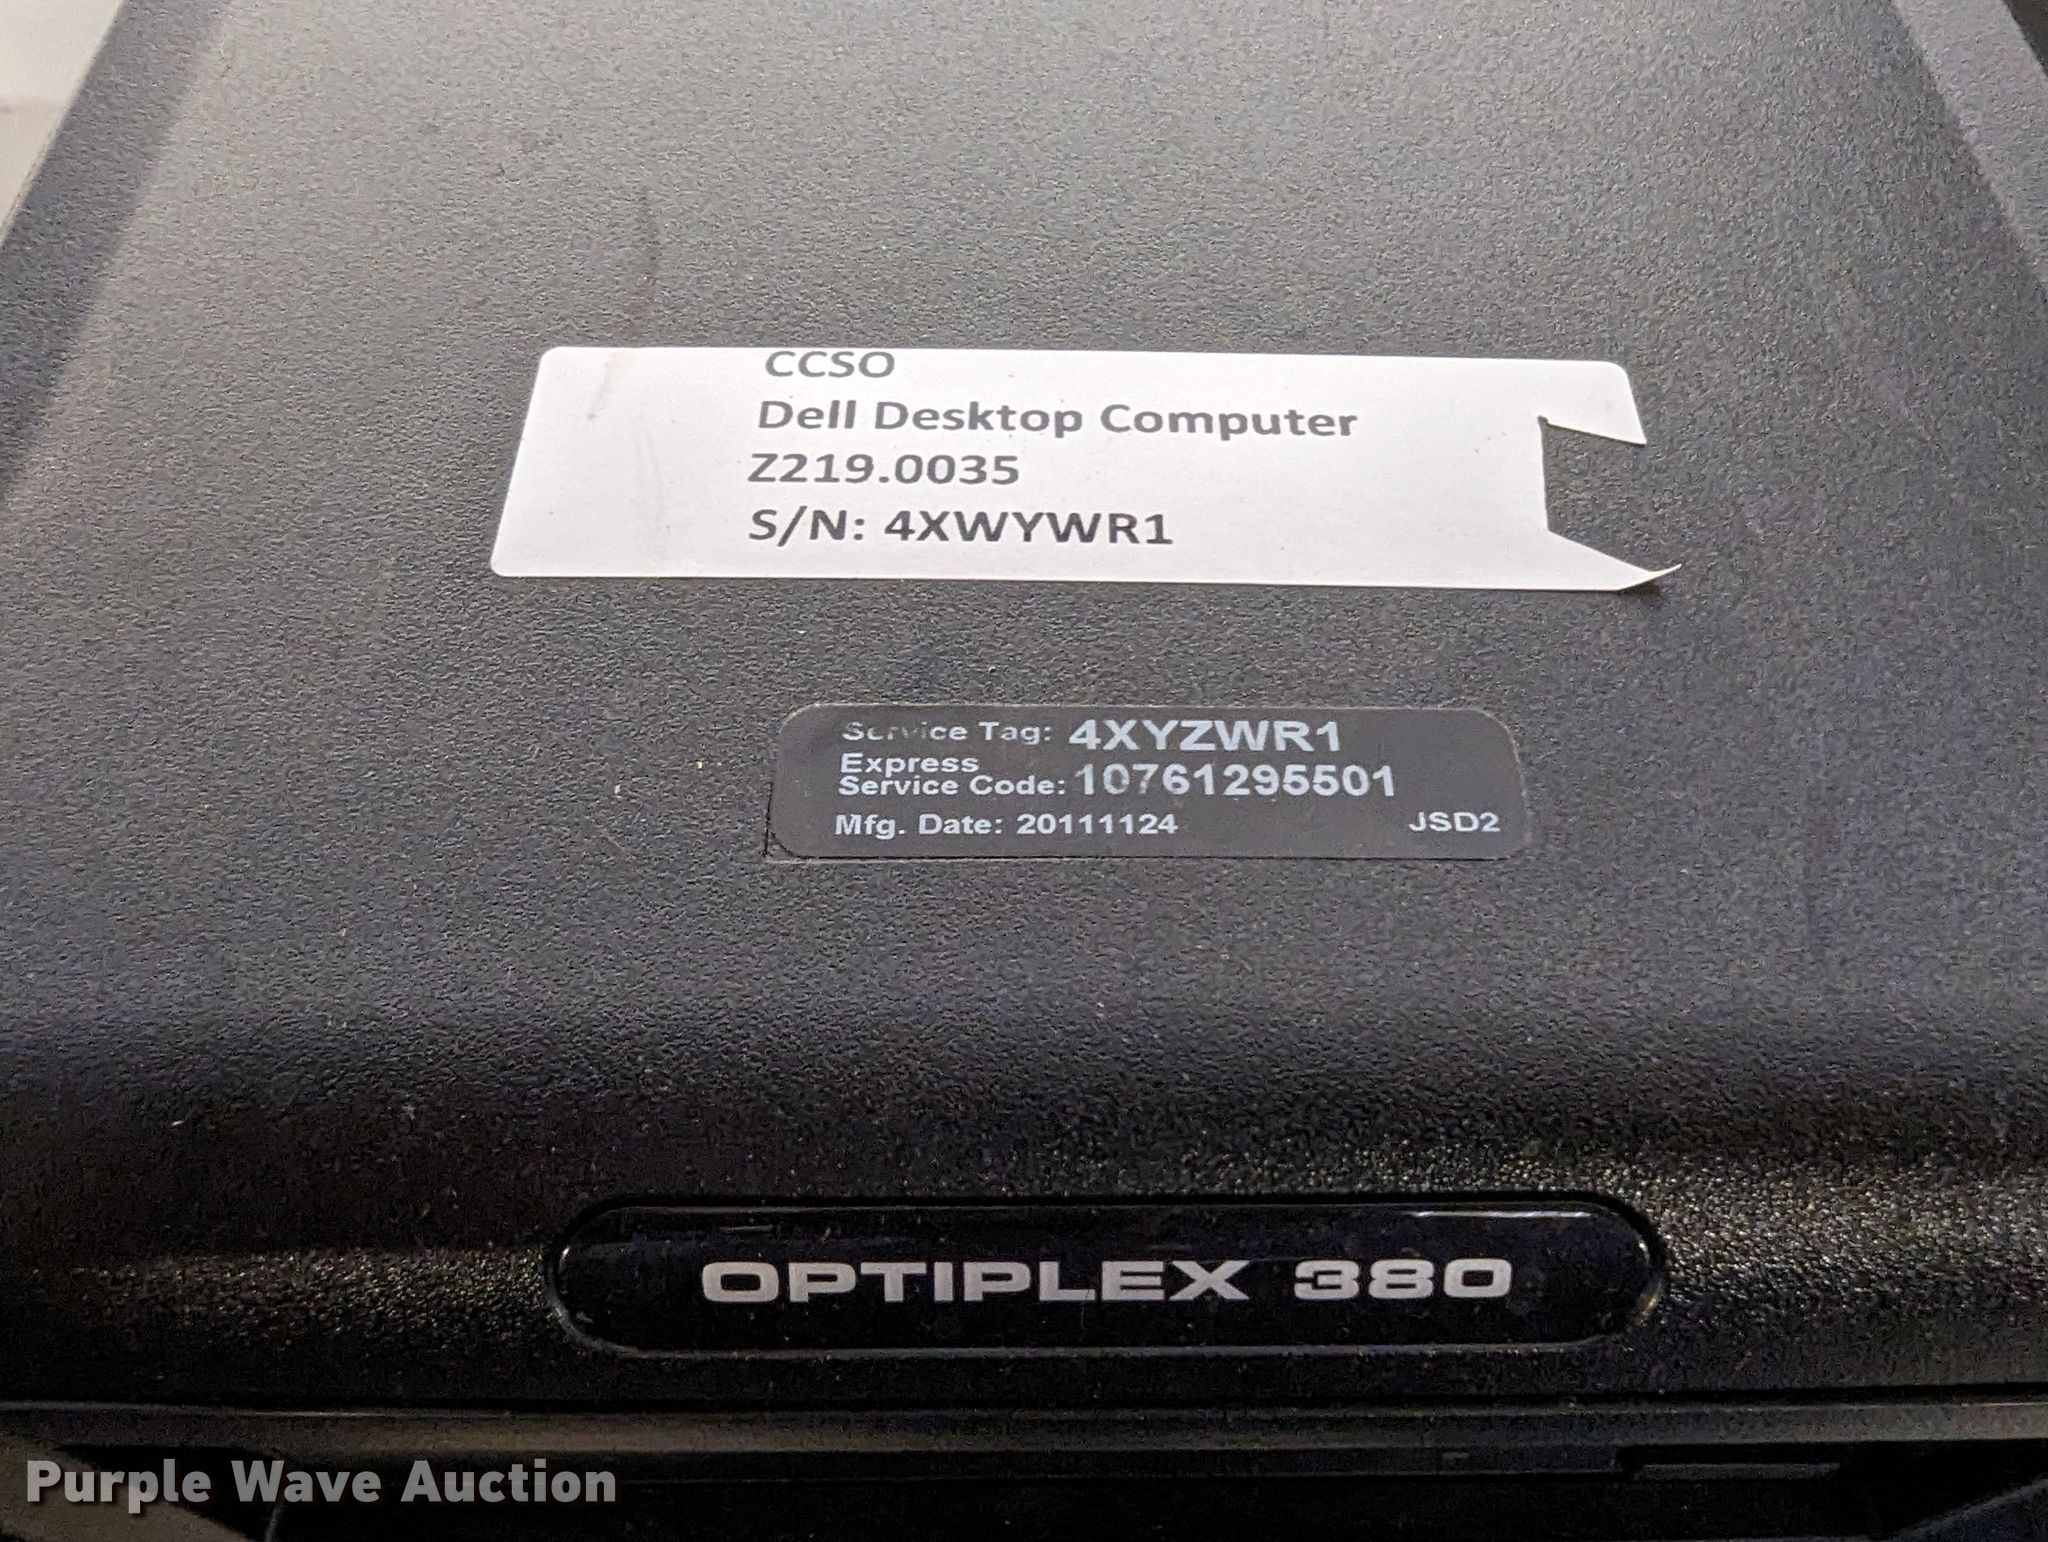 CCSO
Dell Desktop Computer
Z219.0035
S/N: 4XWYWR1
Service Tag: 4XYZWR1
Express
Service Code: 10761295501
Mfg. Date: 20111124 JSD2
OPTIPLEX 380
Purple Wave Auction